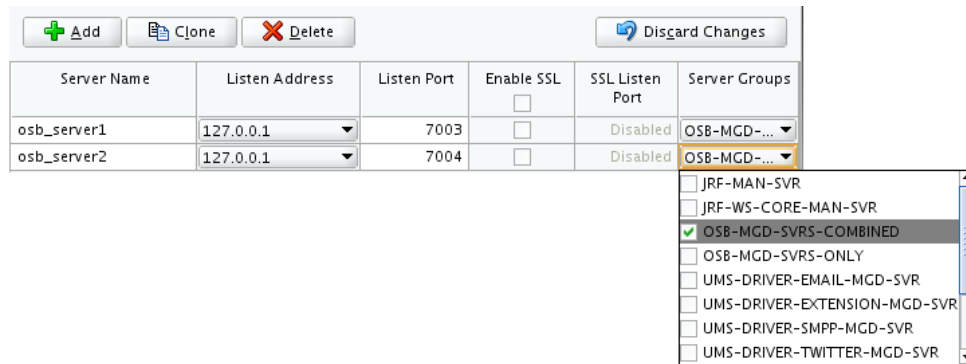 Add Clone Delete Discard Changes
Server Name Listen Address Listen Port Enable SSL SSL Listen Port Server Groups
osb_server1 127.0.0.1 7003 Disabled OSB-MGD-...
osb_server2 127.0.0.1 7004 Disabled OSB-MGD-...
JRF-MAN-SVR
JRF-WS-CORE-MAN-SVR
OSB-MGD-SVRS-COMBINED
OSB-MGD-SVRS-ONLY
UMS-DRIVER-EMAIL-MGD-SVR
UMS-DRIVER-EXTENSION-MGD-SVR
UMS-DRIVER-SMPP-MGD-SVR
UMS-DRIVER-TWITTER-MGD-SVR